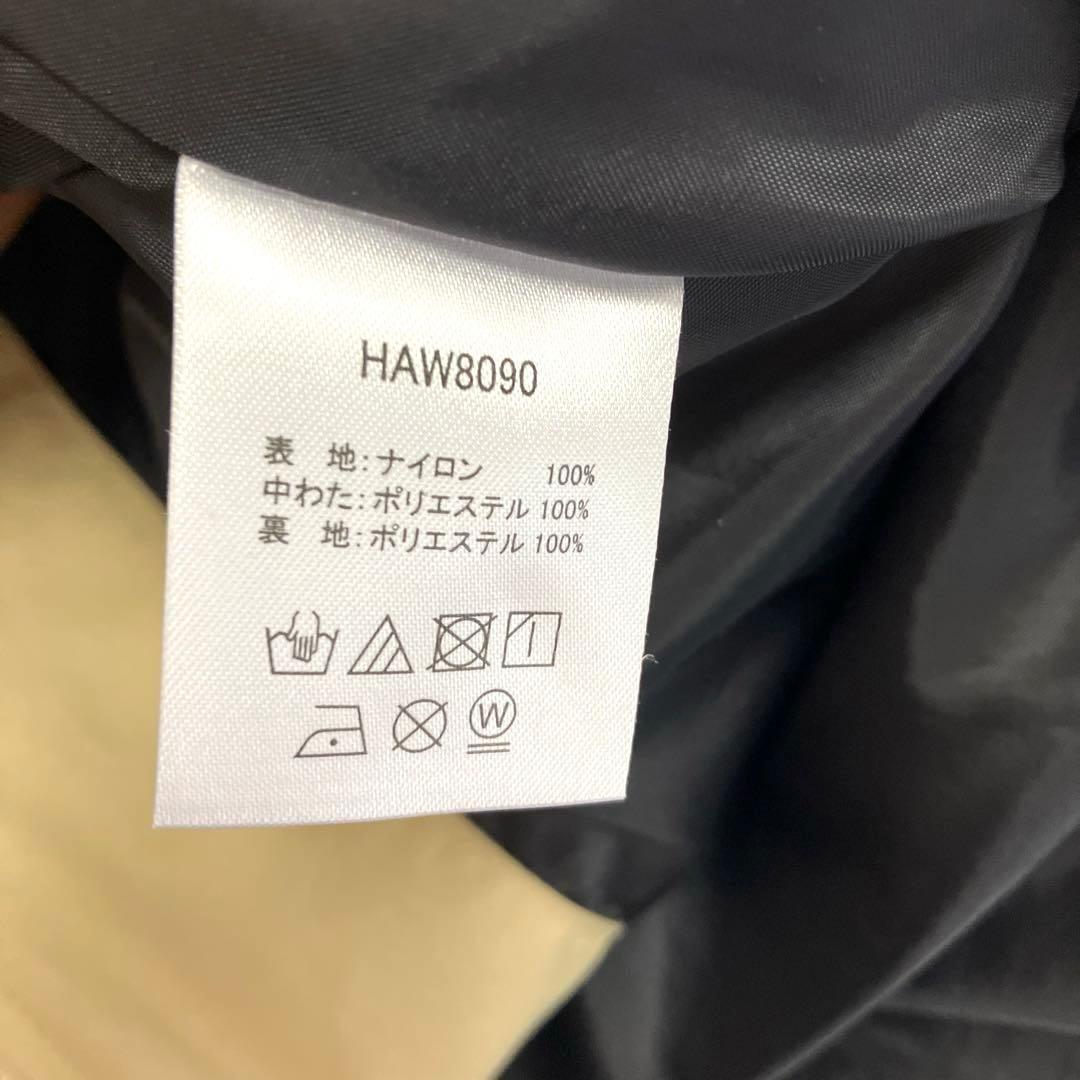 HAW8090
表 地:ナイロン 100%
中わた:ポリエステル 100%
裏 地:ポリエステル 100%
W